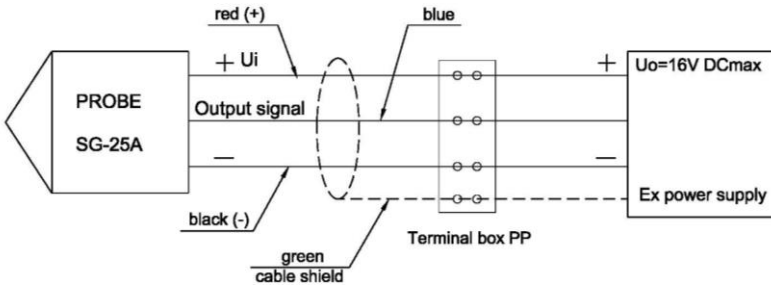 red (+)
blue
+ Ui
+
Uo=16V DCmax
PROBE
SG-25A
Output signal
—
—
Ex power supply
black (-)
Terminal box PP
green
cable shield